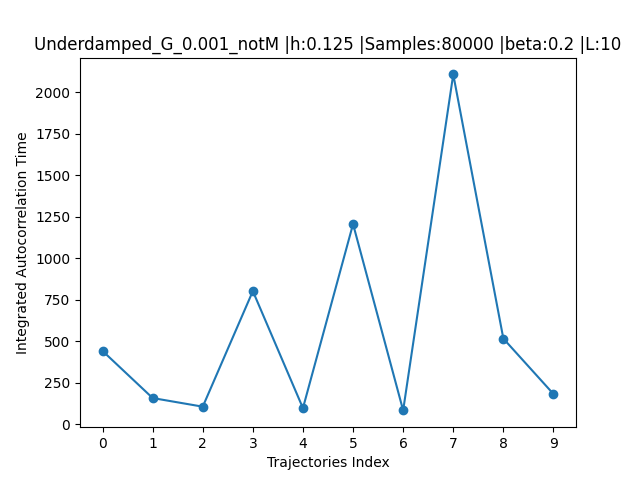 Underdamped_G_0.001_notM |h:0.125 |Samples:80000 |beta:0.2 |L:10
Integrated Autocorrelation Time
2000
1750
1500
1250
1000
750
500
250
0
0 1 2 3 4 5 6 7 8 9
Trajectories Index